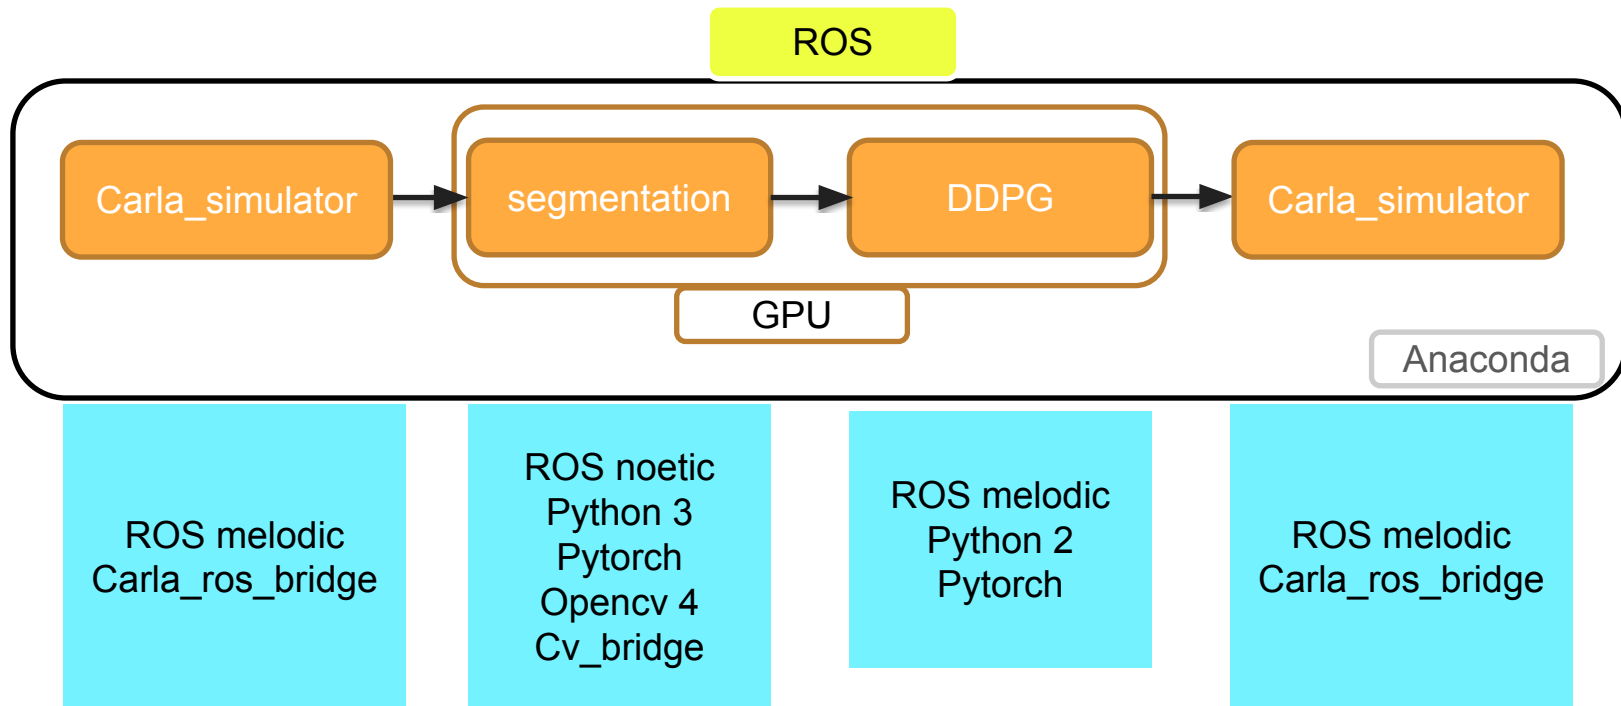 ROS
Carla_simulator
segmentation
DDPG
Carla_simulator
GPU
Anaconda
ROS melodic
Carla_ros_bridge
ROS noetic
Python 3
Pytorch
Opencv 4
Cv_bridge
ROS melodic
Python 2
Pytorch
ROS melodic
Carla_ros_bridge